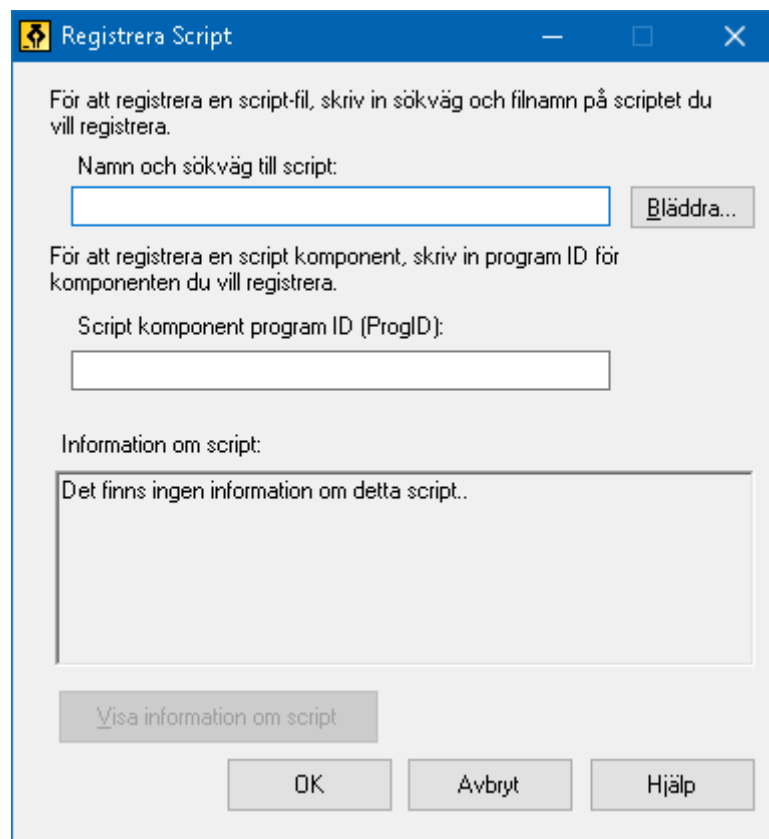 Registrera Script
För att registrera en script-fil, skriv in sökväg och filnamn på scriptet du
vill registrera.
Namn och sökväg till script:
Bläddra...
För att registrera en script komponent, skriv in program ID för
komponenten du vill registrera.
Script komponent program ID (ProgID):
Information om script:
Det finns ingen information om detta script..
Visa information om script
OK
Avbryt
Hjälp